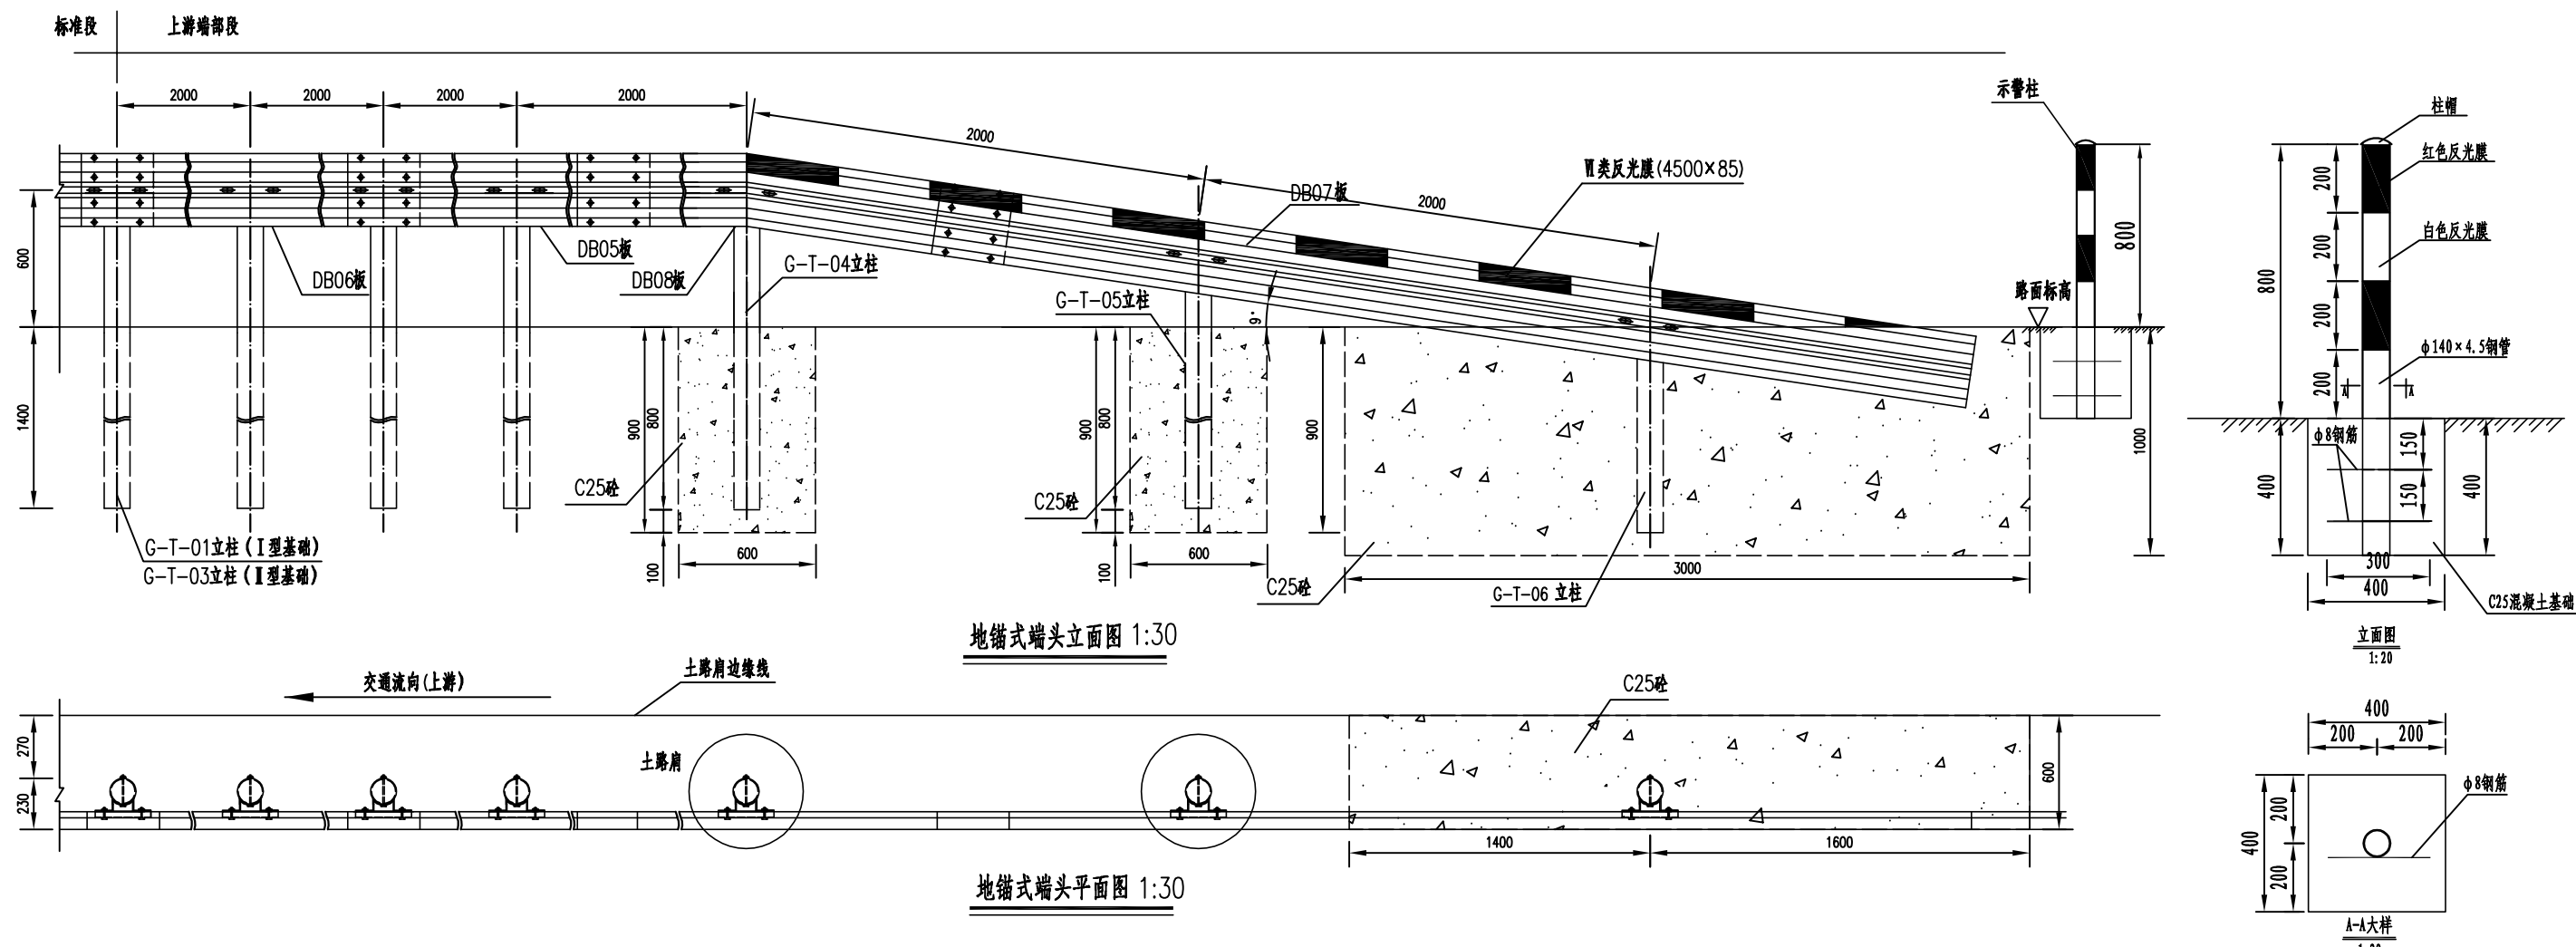 标准段
上游端部段
2000
2000
2000
2000
2000
2000
DB07板
Ⅵ类反光膜(4500×85)
示警柱
柱帽
红色反光膜
白色反光膜
φ140×4.5钢管
800
路面标高
1000
600
1400
DB06板
DB05板
DB08板
G-T-04立柱
G-T-05立柱
9°
900
800
100
600
C25砼
900
800
100
600
C25砼
900
3000
C25砼
G-T-06 立柱
G-T-01立柱(Ⅰ型基础)
G-T-03立柱(Ⅱ型基础)
地锚式端头立面图 1:30
800
400
200
200
200
200
A
A
φ8钢筋
150
150
400
300
400
C25混凝土基础
立面图
1:20
交通流向(上游)
土路肩边缘线
土路肩
C25砼
270
230
600
1400
1600
地锚式端头平面图 1:30
400
200
200
400
200
200
φ8钢筋
A-A大样